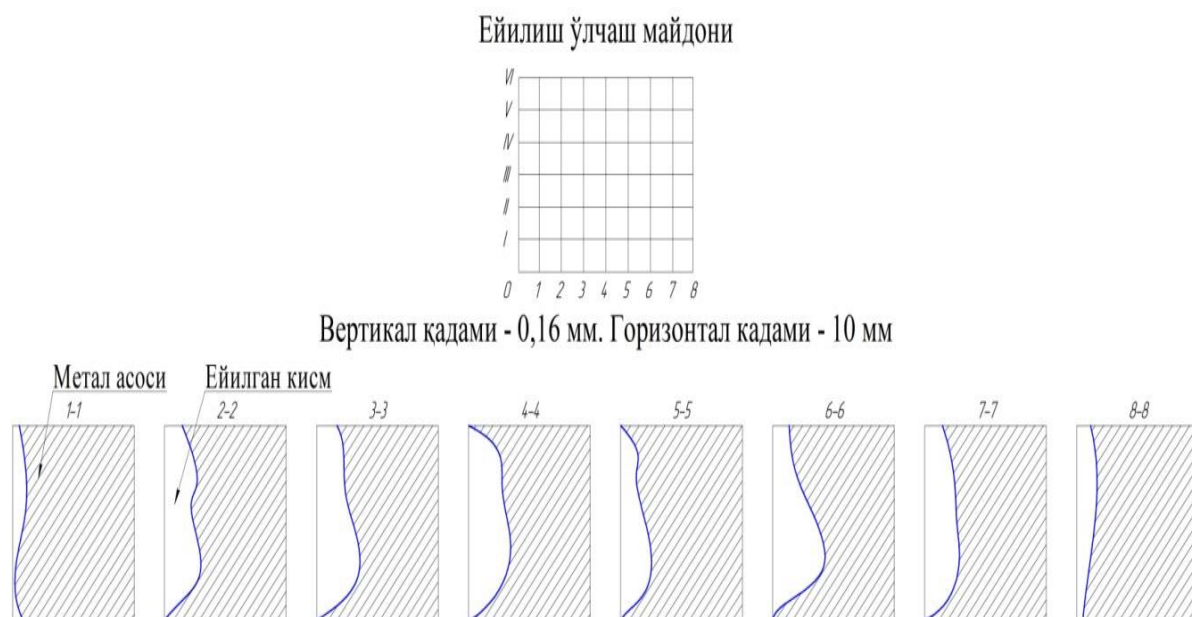 Ейилиш ўлчаш майдони
VI
V
IV
III
II
I
0 1 2 3 4 5 6 7 8
Вертикал қадами - 0,16 мм. Горизонтал кадами - 10 мм
Метал асоси Ейилган кисм
1-1 2-2 3-3 4-4 5-5 6-6 7-7 8-8